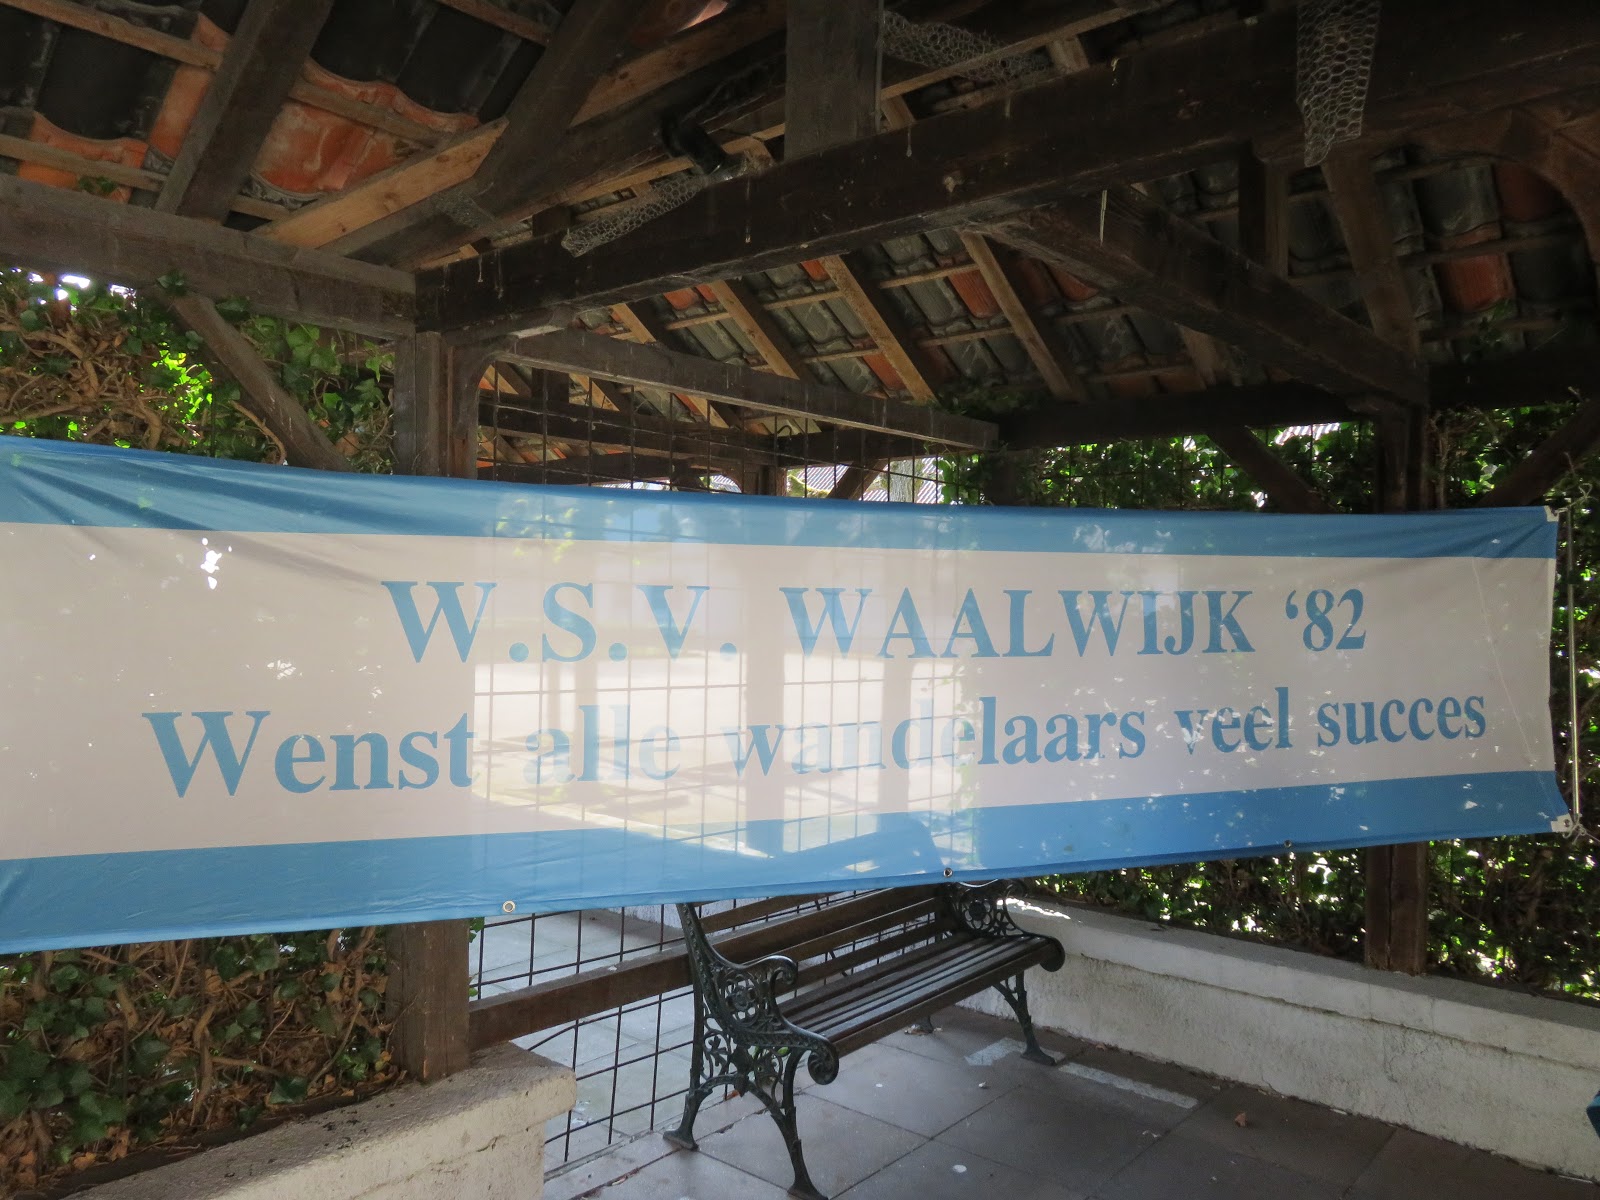 W.S.V. WAALWIJK ‘82
Wenst alle wandelaars veel succes